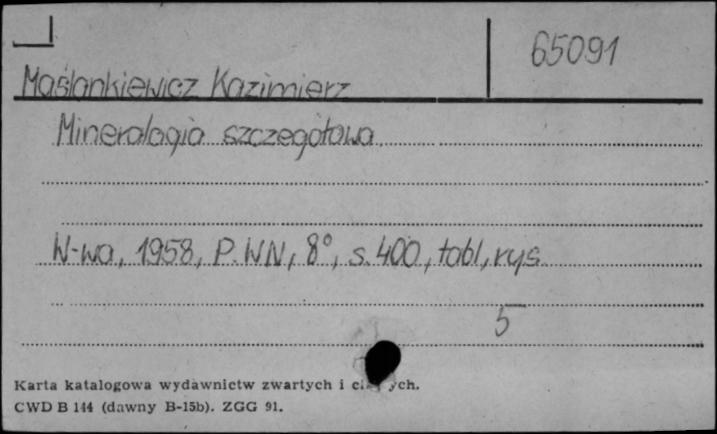 65091
Maślankiewicz Kazimierz
Mineralogia szczegółowa
W-wa, 1958, P.WN, 8°, s. 400, tabl, rys.
5
Karta katalogowa wydawnictw zwartych i
CWD B 144 (dawny B-15b). ZGG 91.